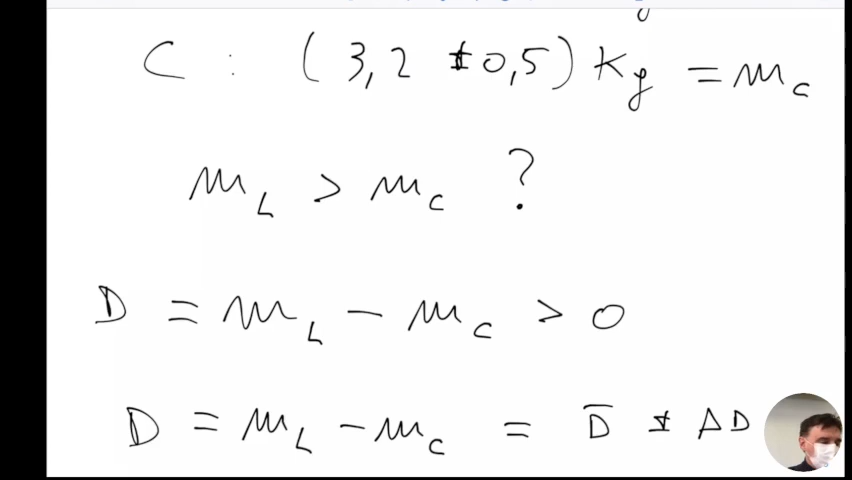 C : (3,2 ± 0,5) Kg = m_C
m_L > m_C ?
D = m_L - m_C > 0
D = m_L - m_C = D̅ ± ΔD